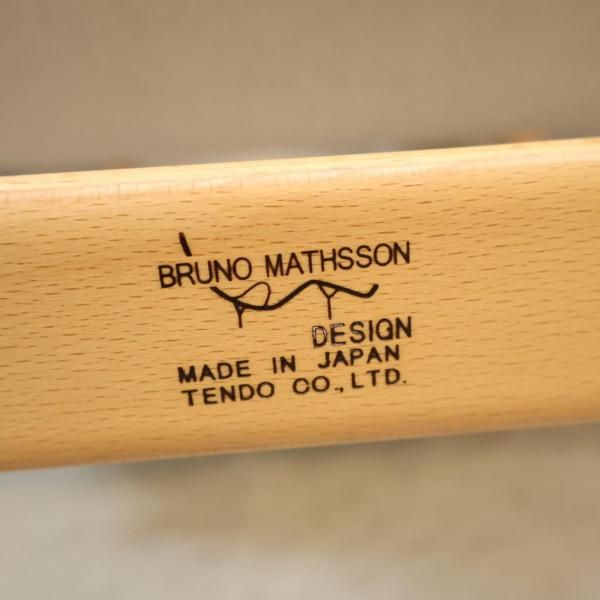 BRUNO MATHSSON
DESIGN
MADE IN JAPAN
TENDO CO., LTD.